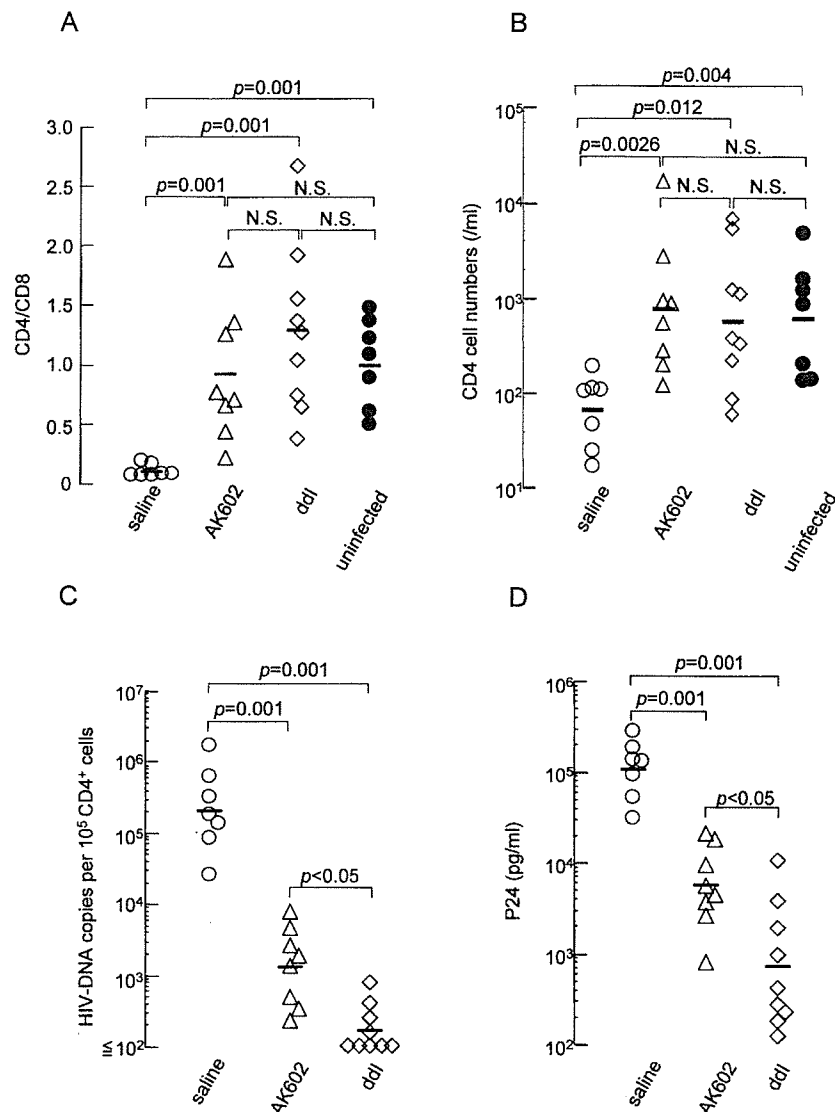 A
p=0.001
p=0.001
p=0.001
N.S.
N.S.
N.S.
CD4/CD8
3.0
2.5
2.0
1.5
1.0
0.5
0
saline
AK602
ddI
uninfected
B
p=0.004
p=0.012
p=0.0026
N.S.
N.S.
N.S.
CD4 cell numbers (/ml)
10⁵
10⁴
10³
10²
10¹
saline
AK602
ddI
uninfected
C
p=0.001
p=0.001
p<0.05
HIV-DNA copies per 10⁵ CD4⁺ cells
10⁷
10⁶
10⁵
10⁴
10³
≦10²
saline
AK602
ddI
D
p=0.001
p=0.001
p<0.05
P24 (pg/ml)
10⁶
10⁵
10⁴
10³
10²
saline
AK602
ddI